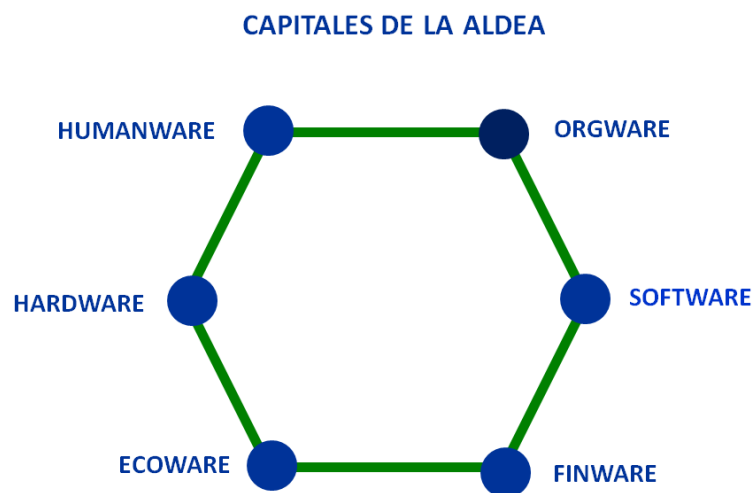 CAPITALES DE LA ALDEA
HUMANWARE
ORGWARE
HARDWARE
SOFTWARE
ECOWARE
FINWARE